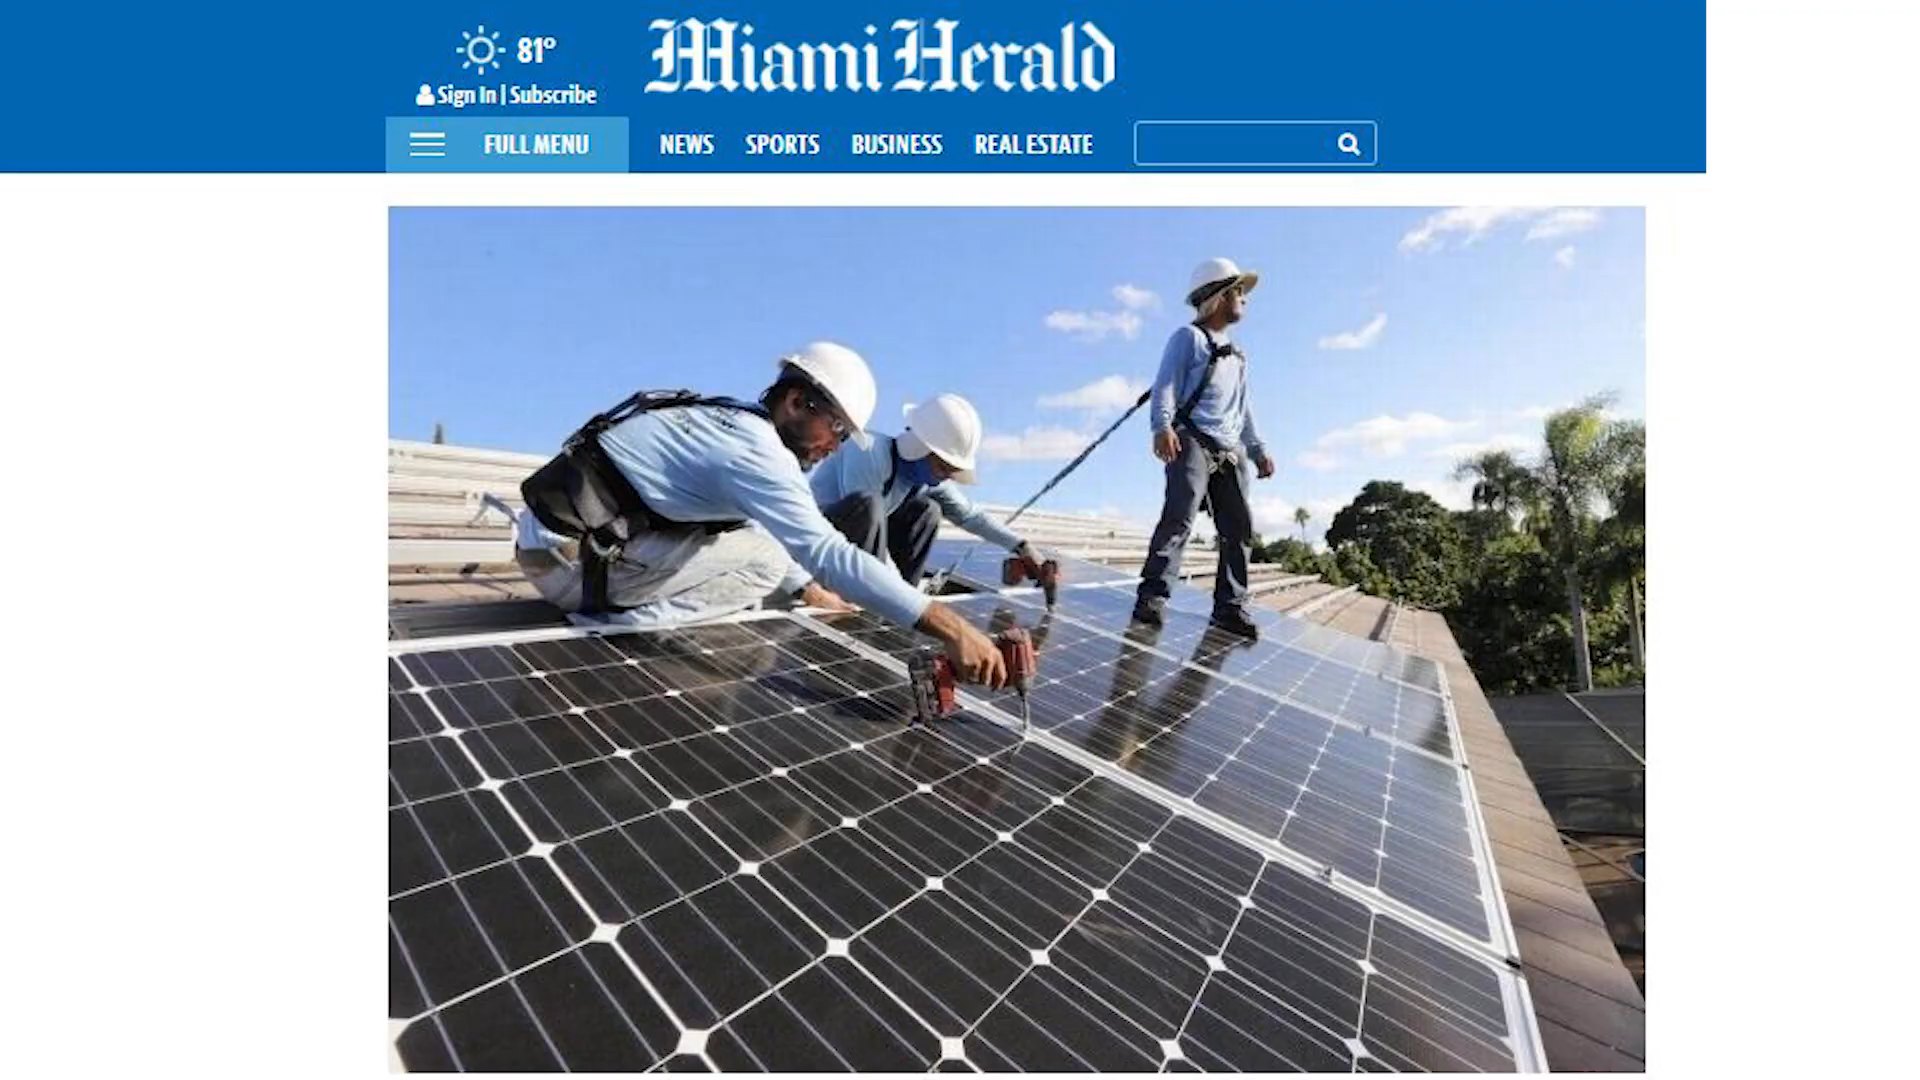 81°
Miami Herald
Sign In | Subscribe
FULL MENU
NEWS
SPORTS
BUSINESS
REAL ESTATE